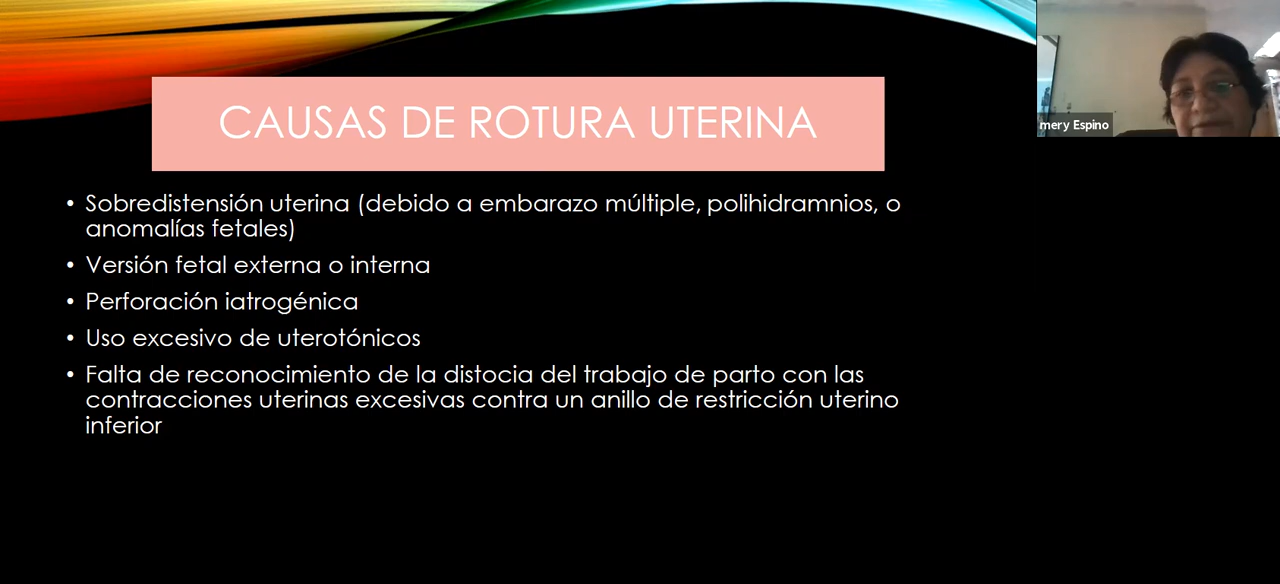 CAUSAS DE ROTURA UTERINA
mery Espino
• Sobredistensión uterina (debido a embarazo múltiple, polihidramnios, o
anomalías fetales)
• Versión fetal externa o interna
• Perforación iatrogénica
• Uso excesivo de uterotónicos
• Falta de reconocimiento de la distocia del trabajo de parto con las
contracciones uterinas excesivas contra un anillo de restricción uterino
inferior